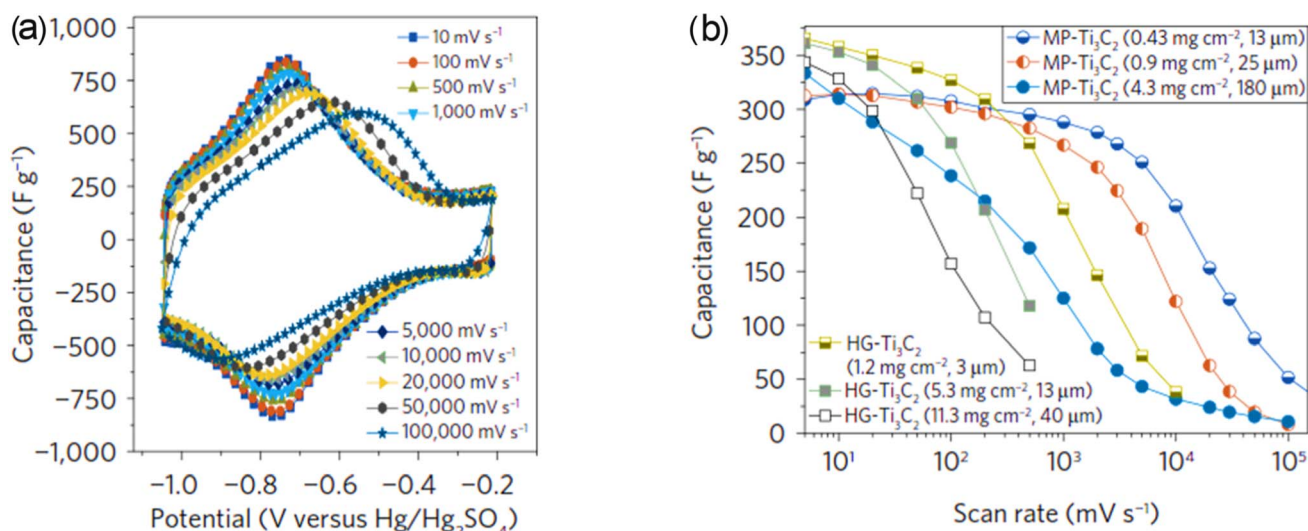 (a)
1,000
750
500
250
0
−250
−500
−750
−1,000
Capacitance (F g⁻¹)
10 mV s⁻¹
100 mV s⁻¹
500 mV s⁻¹
1,000 mV s⁻¹
5,000 mV s⁻¹
10,000 mV s⁻¹
20,000 mV s⁻¹
50,000 mV s⁻¹
100,000 mV s⁻¹
−1.0 −0.8 −0.6 −0.4 −0.2
Potential (V versus Hg/Hg₂SO₄)
(b)
350
300
250
200
150
100
50
0
Capacitance (F g⁻¹)
MP-Ti₃C₂ (0.43 mg cm⁻², 13 μm)
MP-Ti₃C₂ (0.9 mg cm⁻², 25 μm)
MP-Ti₃C₂ (4.3 mg cm⁻², 180 μm)
HG-Ti₃C₂
(1.2 mg cm⁻², 3 μm)
HG-Ti₃C₂ (5.3 mg cm⁻², 13 μm)
HG-Ti₃C₂ (11.3 mg cm⁻², 40 μm)
10¹ 10² 10³ 10⁴ 10⁵
Scan rate (mV s⁻¹)